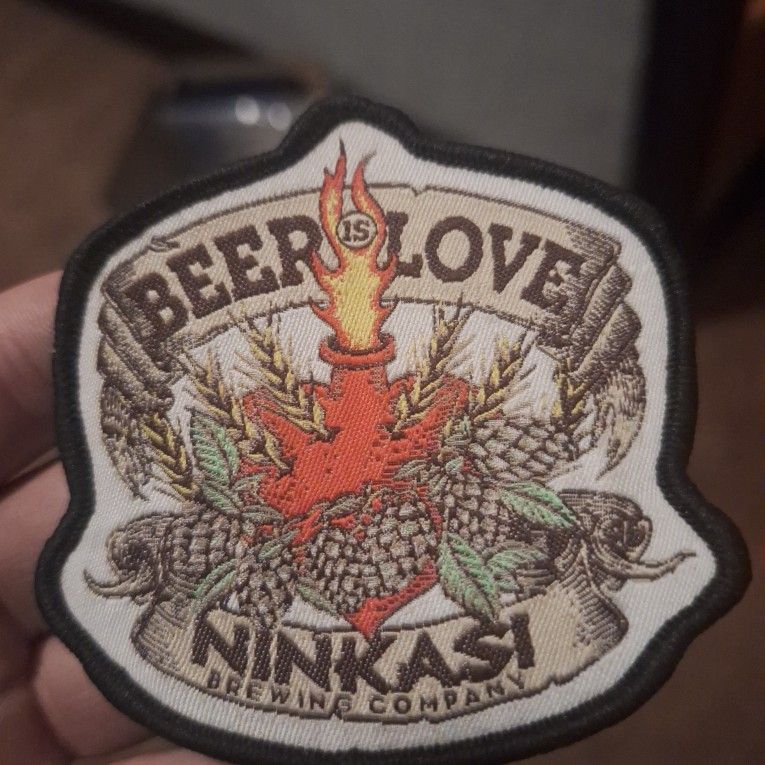 BEER IS LOVE
NINKASI
BREWING COMPANY